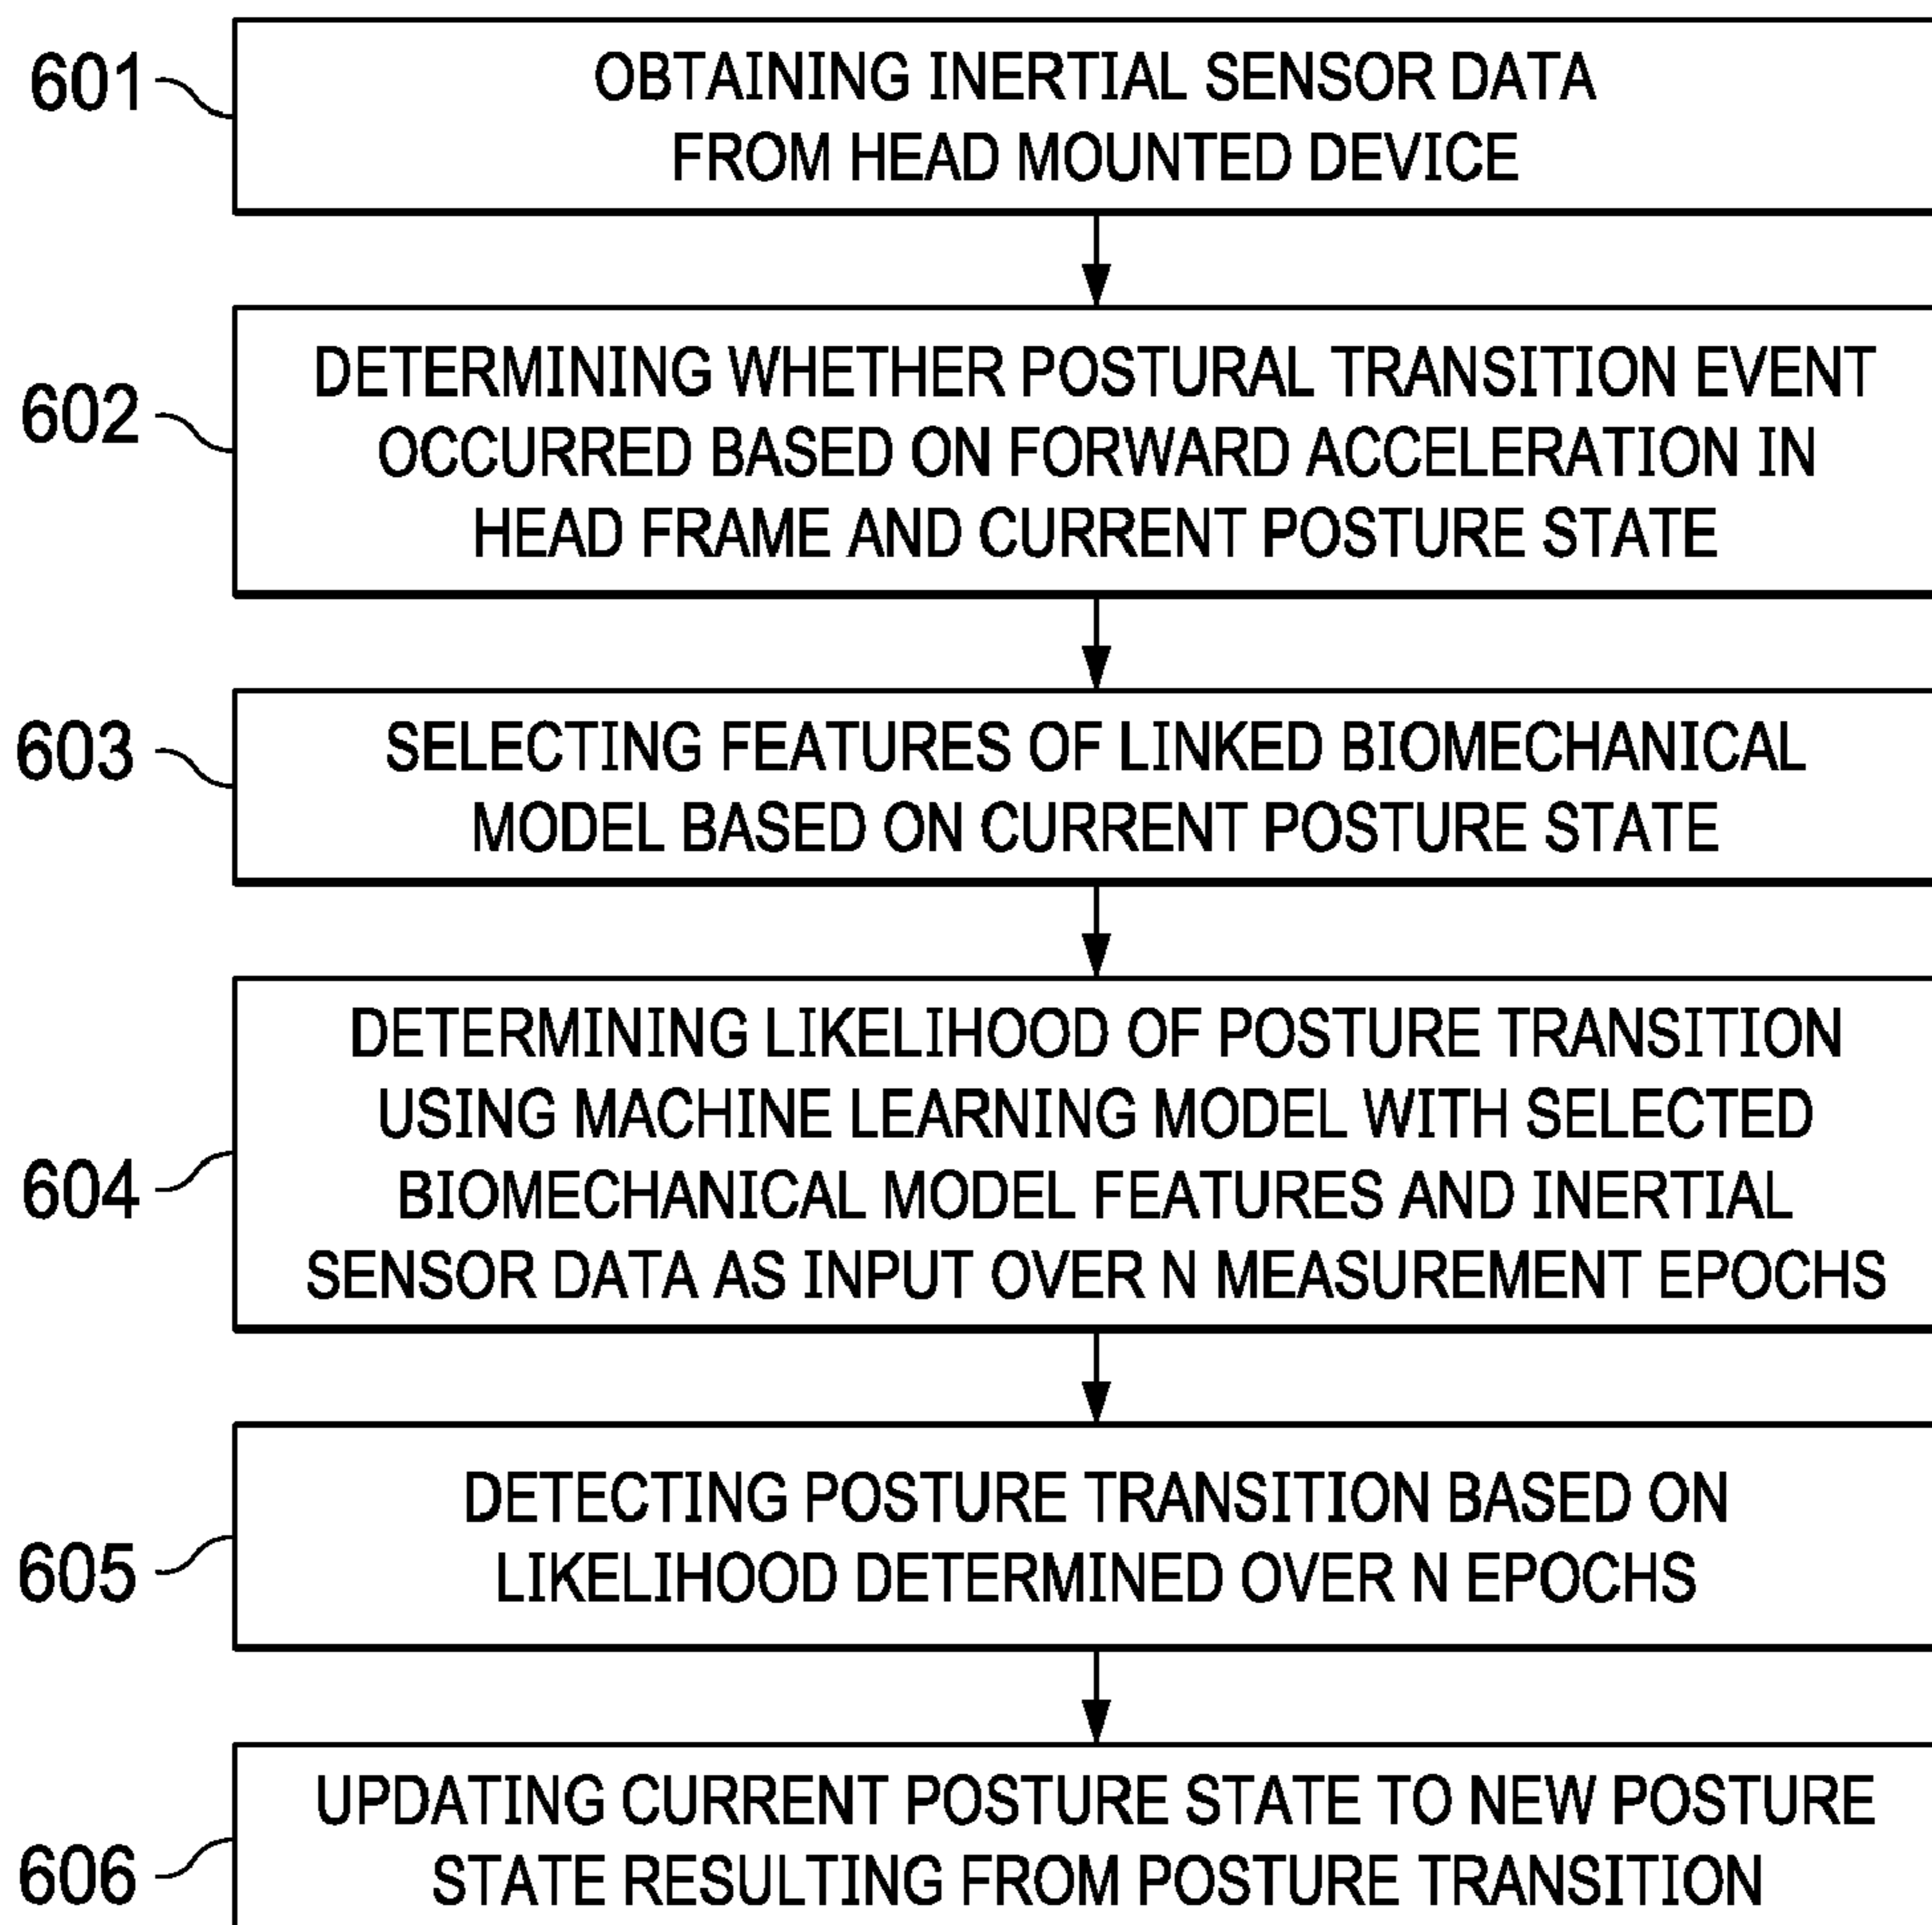 601
OBTAINING INERTIAL SENSOR DATA
FROM HEAD MOUNTED DEVICE
602
DETERMINING WHETHER POSTURAL TRANSITION EVENT
OCCURRED BASED ON FORWARD ACCELERATION IN
HEAD FRAME AND CURRENT POSTURE STATE
603
SELECTING FEATURES OF LINKED BIOMECHANICAL
MODEL BASED ON CURRENT POSTURE STATE
604
DETERMINING LIKELIHOOD OF POSTURE TRANSITION
USING MACHINE LEARNING MODEL WITH SELECTED
BIOMECHANICAL MODEL FEATURES AND INERTIAL
SENSOR DATA AS INPUT OVER N MEASUREMENT EPOCHS
605
DETECTING POSTURE TRANSITION BASED ON
LIKELIHOOD DETERMINED OVER N EPOCHS
606
UPDATING CURRENT POSTURE STATE TO NEW POSTURE
STATE RESULTING FROM POSTURE TRANSITION